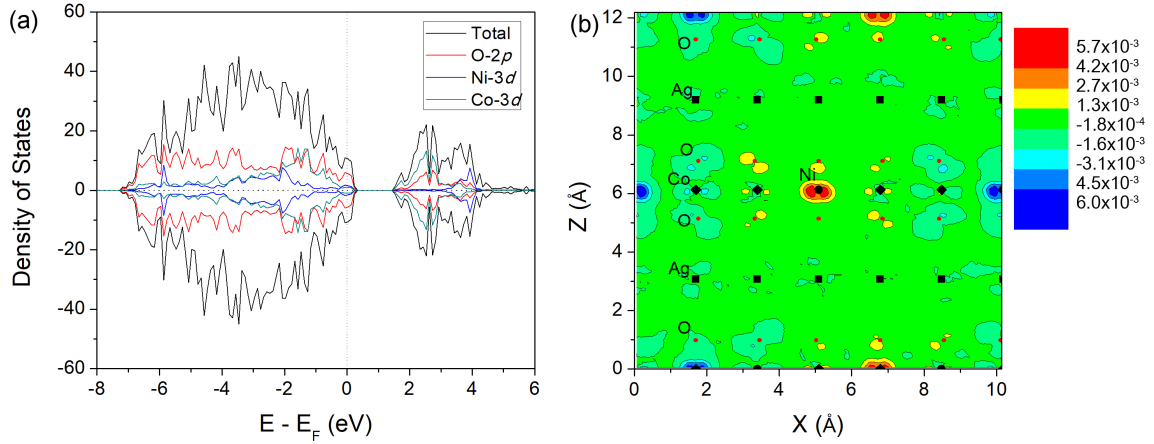 (a)
60
40
20
0
-20
-40
-60
Density of States
-8
-6
-4
-2
0
2
4
6
E - E_F (eV)
Total
O-2p
Ni-3d
Co-3d
(b)
12
10
8
6
4
2
0
Z (Å)
0
2
4
6
8
10
X (Å)
O
Ag
O
Co
Ni
O
Ag
O
5.7x10⁻³
4.2x10⁻³
2.7x10⁻³
1.3x10⁻³
-1.8x10⁻⁴
-1.6x10⁻³
-3.1x10⁻³
4.5x10⁻³
6.0x10⁻³